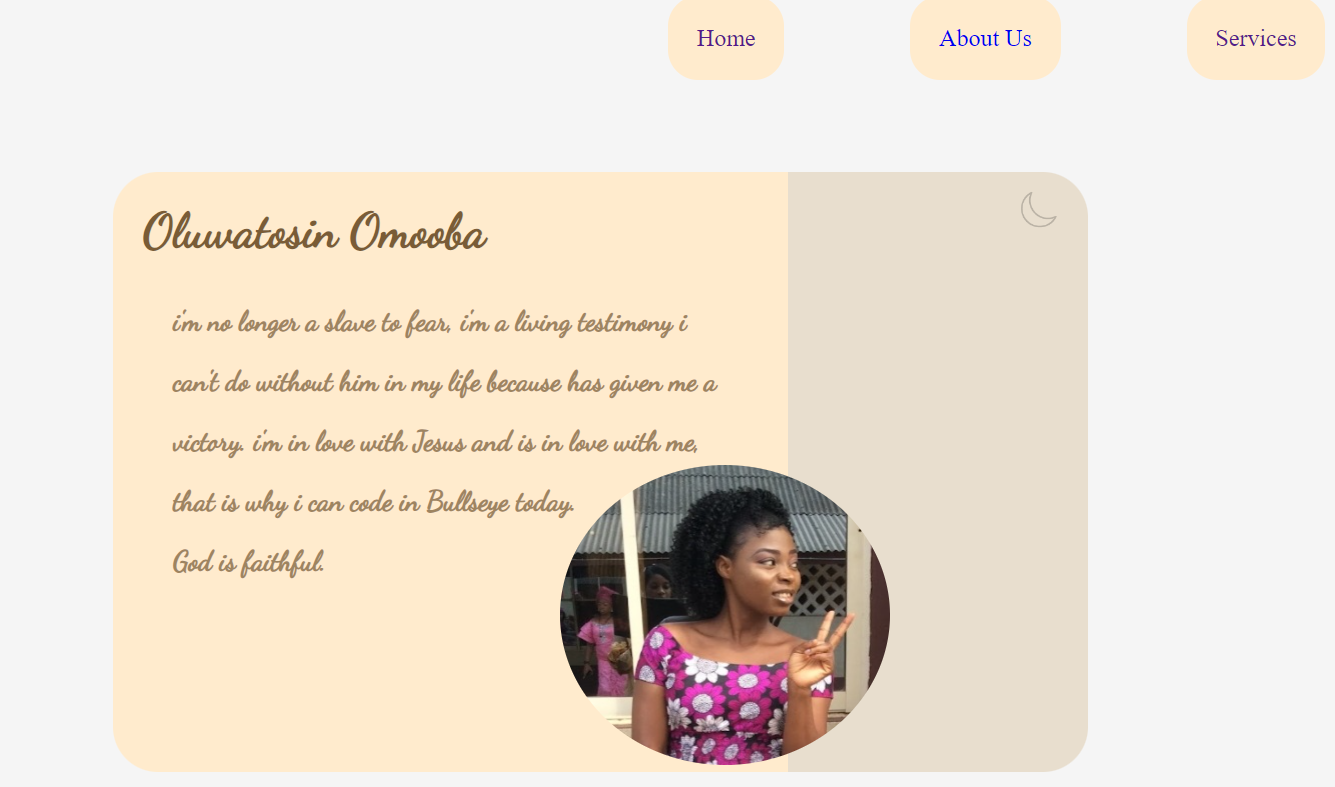 Home
About Us
Services
Oluwatosin Omooba
i'm no longer a slave to fear, i'm a living testimony i
can't do without him in my life because has given me a
victory. i'm in love with Jesus and is in love with me,
that is why i can code in Bullseye today.
God is faithful.